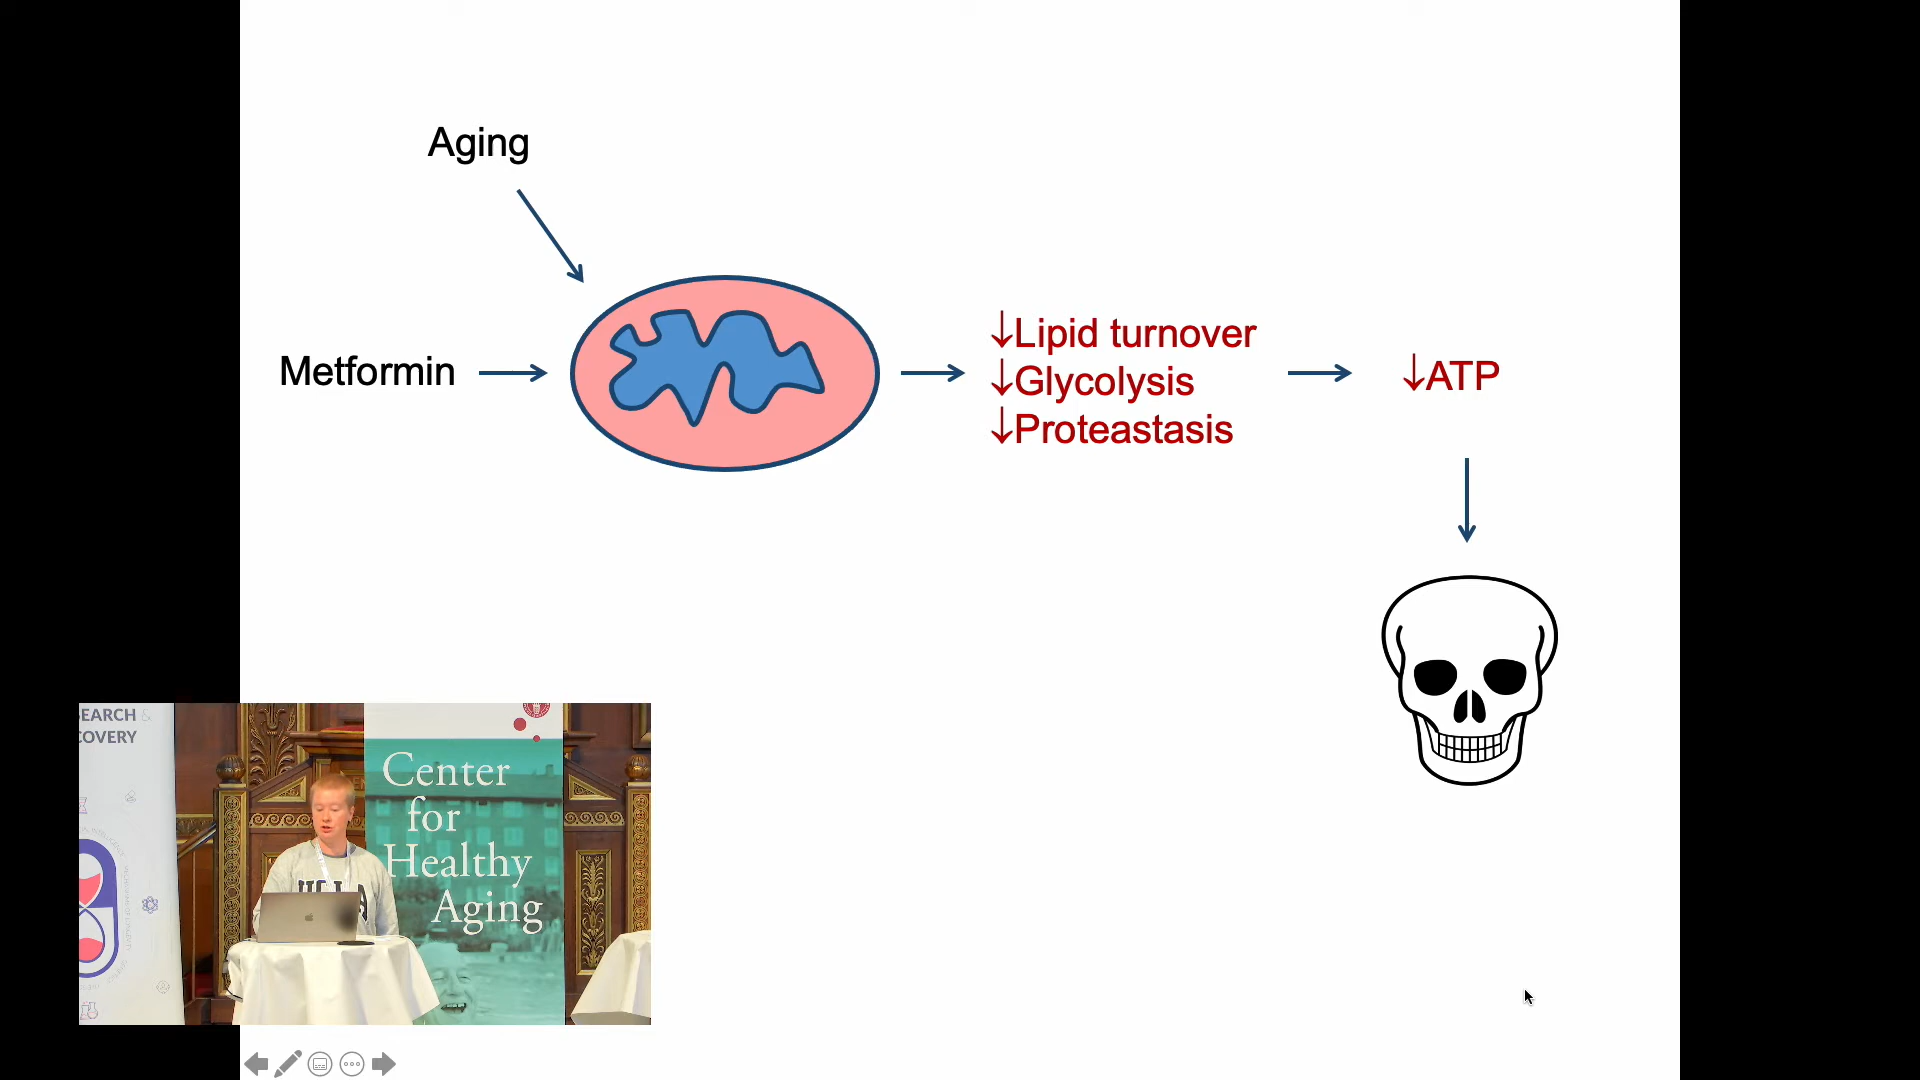 Aging
Metformin
↓Lipid turnover
↓Glycolysis
↓Proteastasis
↓ATP
EARCH &
COVERY
Center
for
Healthy
Aging